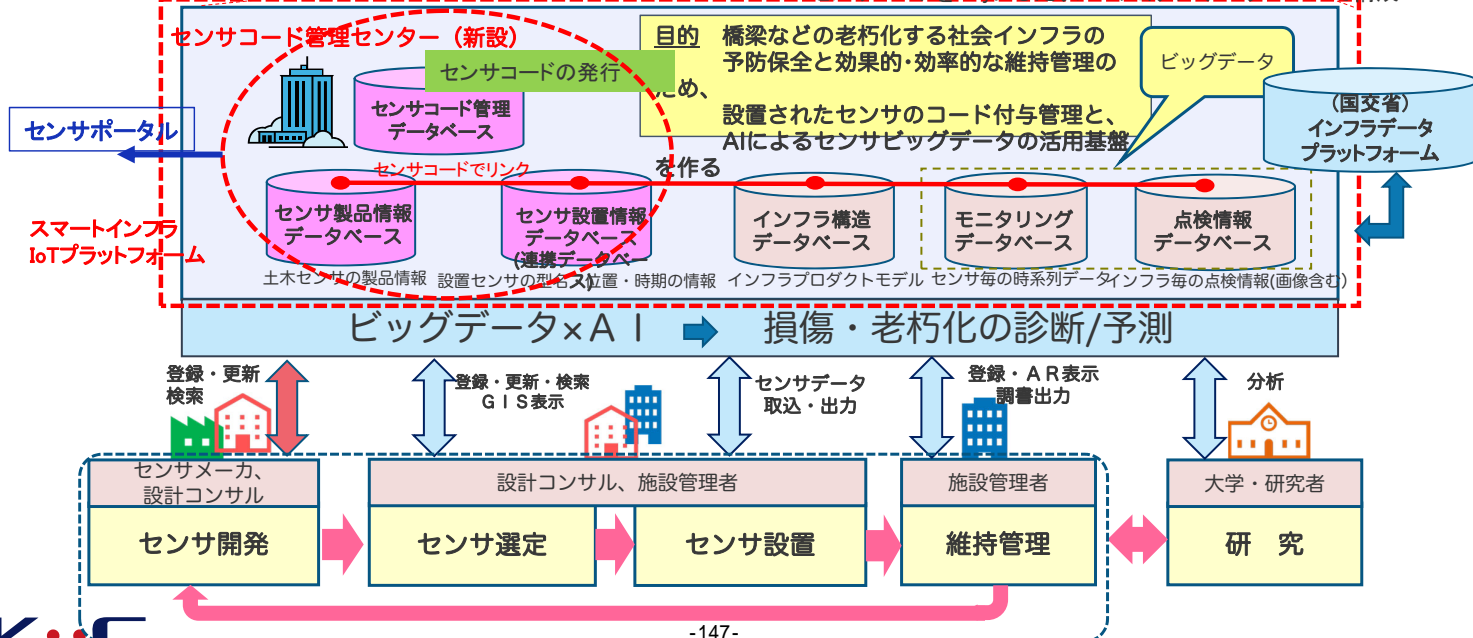 センサコード管理センター（新設）
目的　橋梁などの老朽化する社会インフラの
予防保全と効果的･効率的な維持管理の
ため、
設置されたセンサのコード付与管理と、
AIによるセンサビッグデータの活用基盤
を作る
ビッグデータ
センサコードの発行
センサコード管理
データベース
（国交省）
インフラデータ
プラットフォーム
センサポータル
センサコードでリンク
スマートインフラ
IoTプラットフォーム
センサ製品情報
データベース
センサ設置情報
データベース
(連携データベー
ス)
インフラ構造
データベース
モニタリング
データベース
点検情報
データベース
土木センサの製品情報
設置センサの型名・位置・時期の情報
インフラプロダクトモデル
センサ毎の時系列データ
インフラ毎の点検情報(画像含む)
ビッグデータ×ＡＩ
損傷・老朽化の診断/予測
登録・更新
検索
登録・更新・検索
ＧＩＳ表示
センサデータ
取込・出力
登録・ＡＲ表示
調書出力
分析
センサメーカ、
設計コンサル
設計コンサル、施設管理者
施設管理者
大学・研究者
センサ開発
センサ選定
センサ設置
維持管理
研　究
-147-